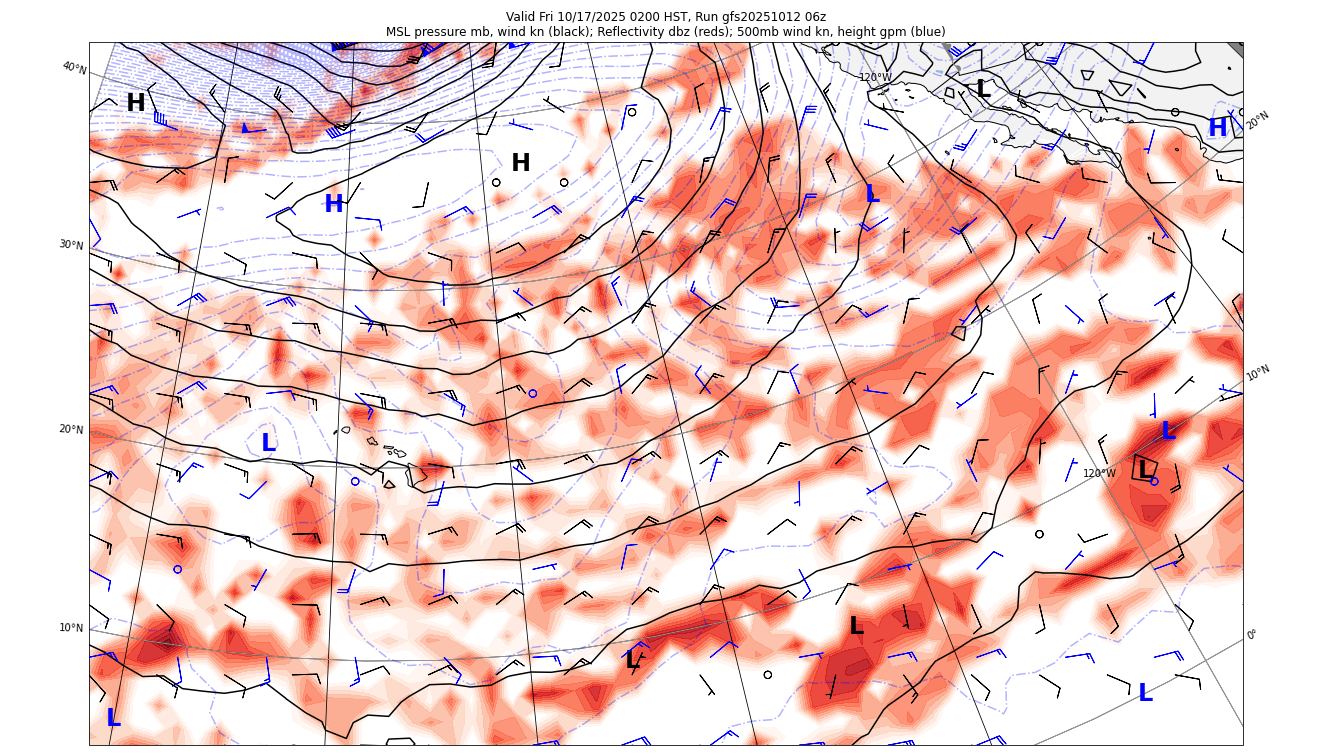 Valid Fri 10/17/2025 0200 HST, Run gfs20251012 06z
MSL pressure mb, wind kn (black); Reflectivity dbz (reds); 500mb wind kn, height gpm (blue)
40°N
120°W
L
H
20°N
H
H
30°N
H
L
10°N
20°N
L
L
120°W
L
10°N
L
0°
L
L
L